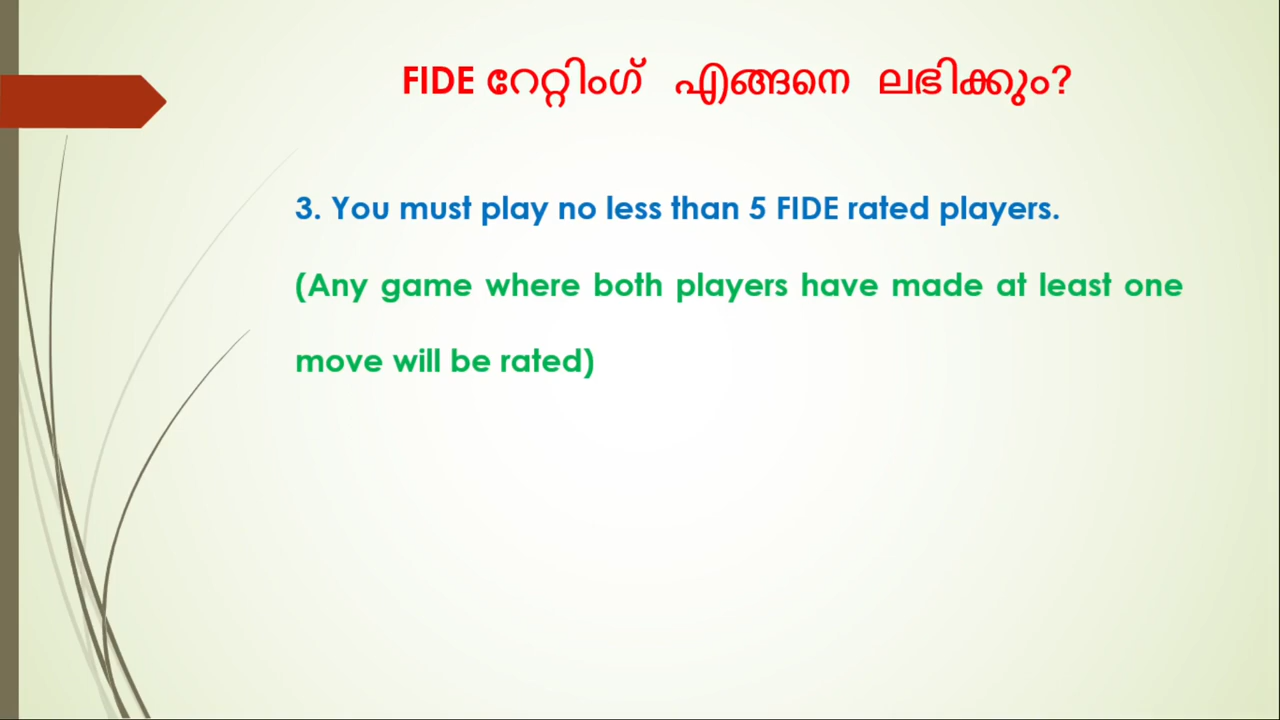 FIDE റേറ്റിംഗ് എങ്ങനെ ലഭിക്കും?
3. You must play no less than 5 FIDE rated players.
(Any game where both players have made at least one
move will be rated)